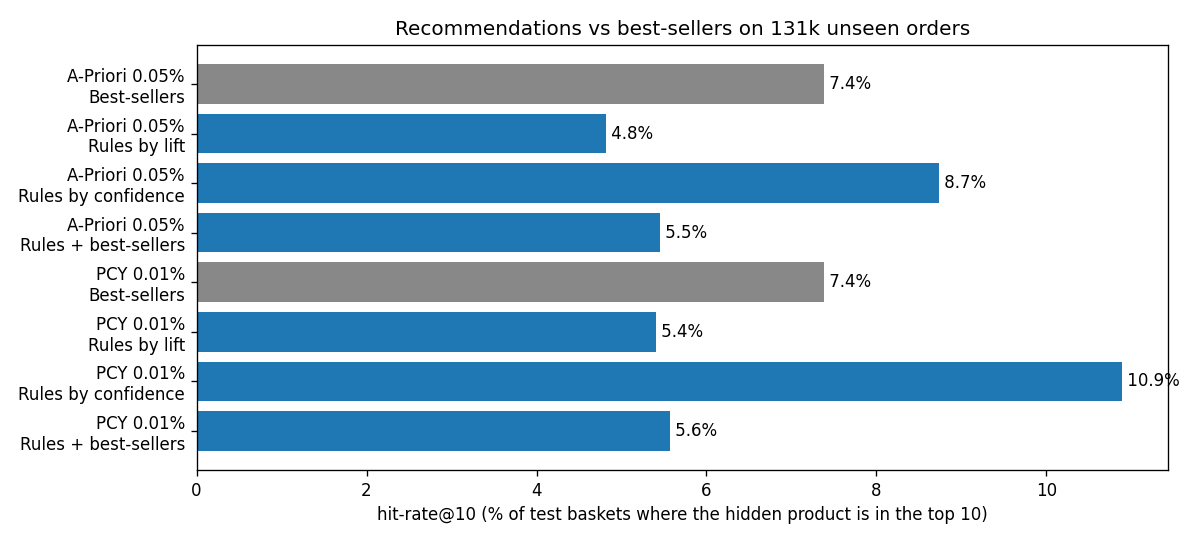 Recommendations vs best-sellers on 131k unseen orders
A-Priori 0.05%
Best-sellers
7.4%
A-Priori 0.05%
Rules by lift
4.8%
A-Priori 0.05%
Rules by confidence
8.7%
A-Priori 0.05%
Rules + best-sellers
5.5%
PCY 0.01%
Best-sellers
7.4%
PCY 0.01%
Rules by lift
5.4%
PCY 0.01%
Rules by confidence
10.9%
PCY 0.01%
Rules + best-sellers
5.6%
0 2 4 6 8 10
hit-rate@10 (% of test baskets where the hidden product is in the top 10)